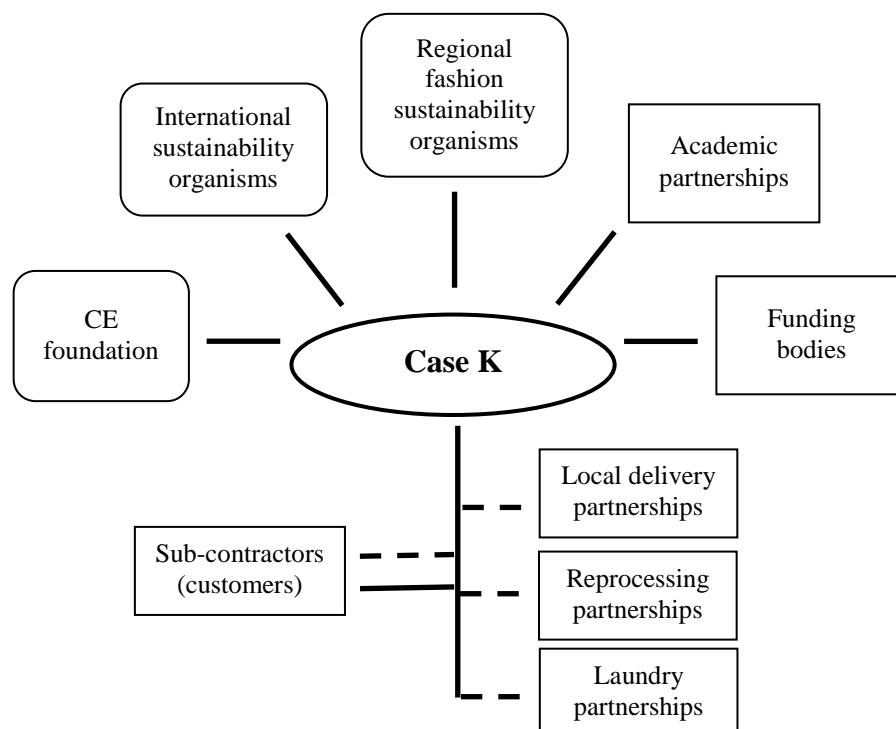 Regional
fashion
sustainability
organisms
International
sustainability
organisms
Academic
partnerships
CE
foundation
Case K
Funding
bodies
Local delivery
partnerships
Sub-contractors
(customers)
Reprocessing
partnerships
Laundry
partnerships